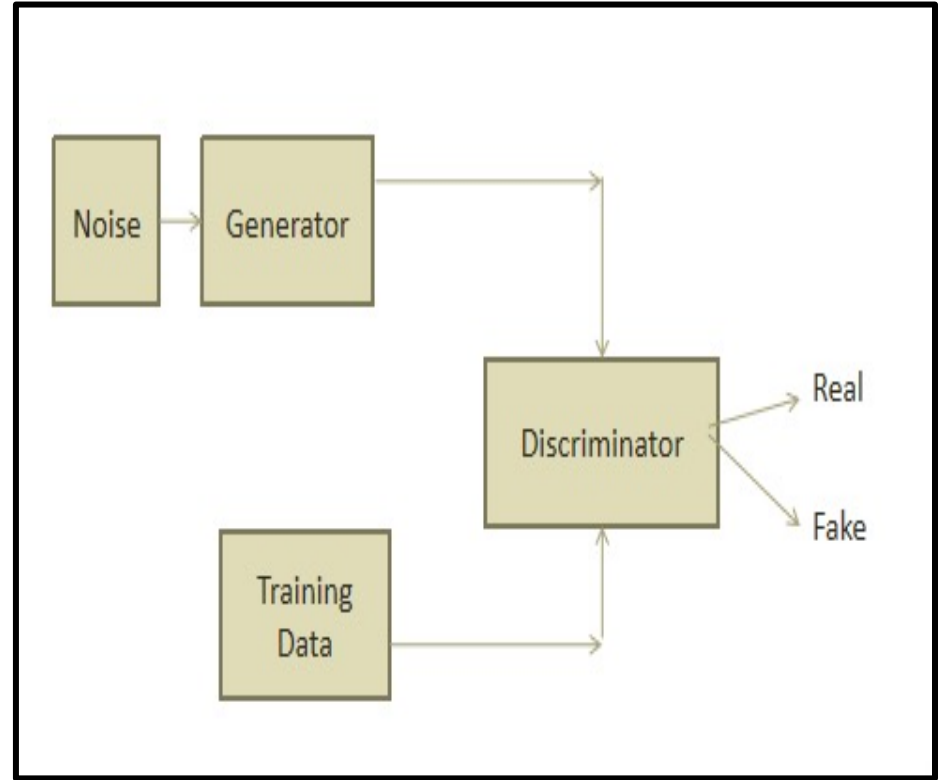 Noise
Generator
Discriminator
Real
Fake
Training
Data